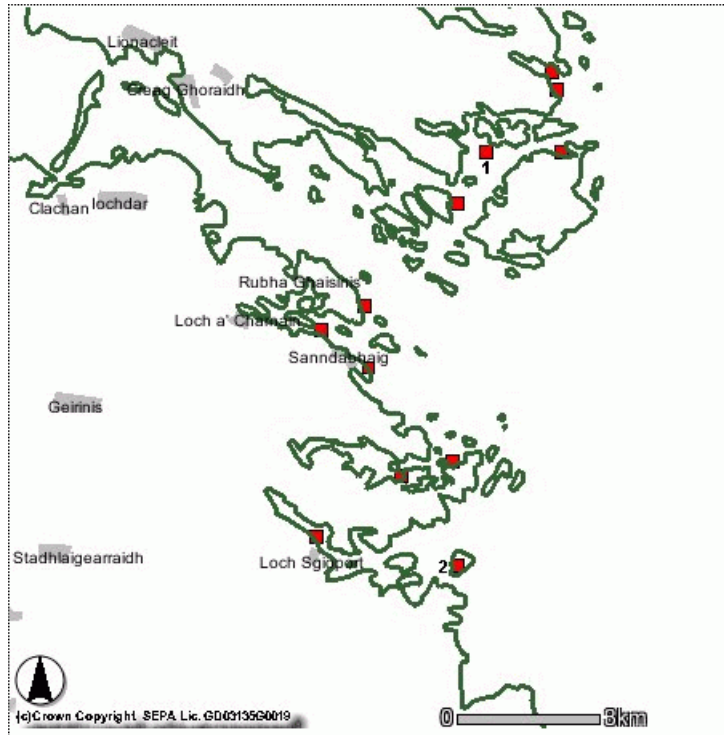 Lionacleit
Creag Ghoraidh
1
Clachan Iochdar
Rubha Ghaisinis
Loch a' Charnain
Sanndabhaig
Geirinis
Stadhlaigearraidh
Loch Sgioport
2
(c)Crown Copyright. SEPA Lic. GD03135G0019
0 8km